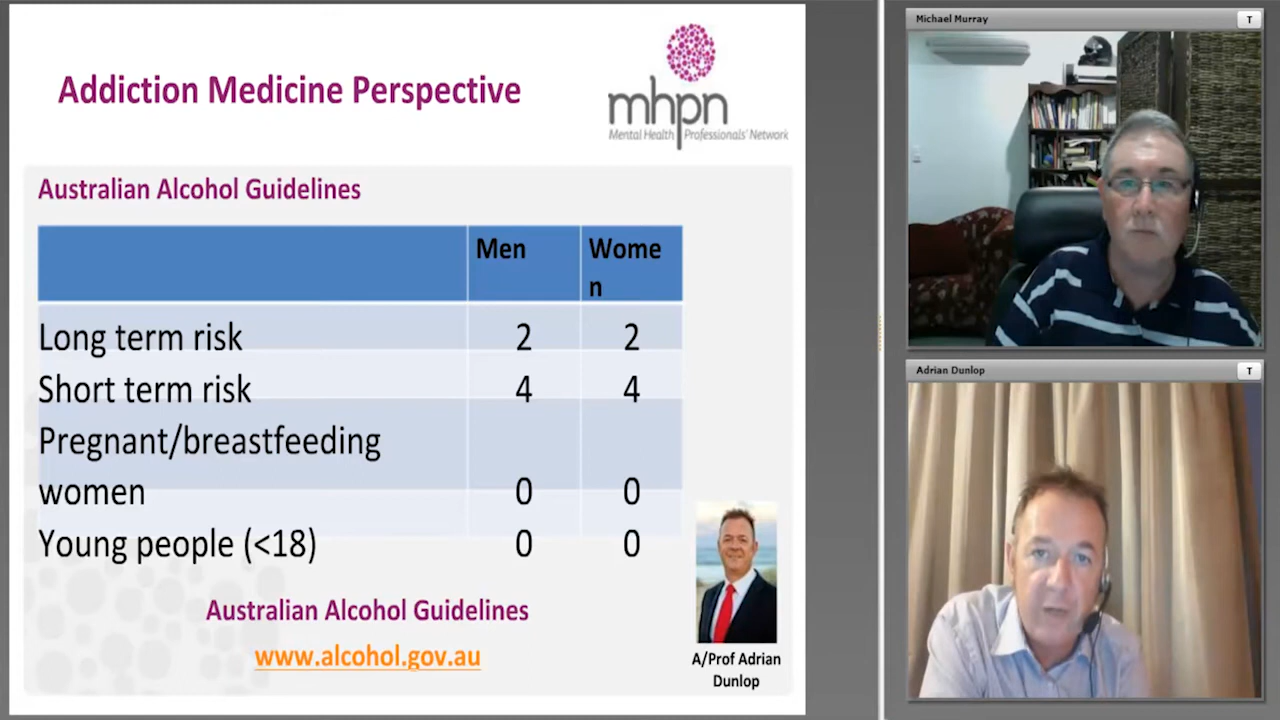 Addiction Medicine Perspective
mhpn
Mental Health Professionals' Network
Australian Alcohol Guidelines
Men Wome
n
Long term risk 2 2
Short term risk 4 4
Pregnant/breastfeeding
women 0 0
Young people (<18) 0 0
Australian Alcohol Guidelines
www.alcohol.gov.au
A/Prof Adrian
Dunlop
Michael Murray T
Adrian Dunlop T